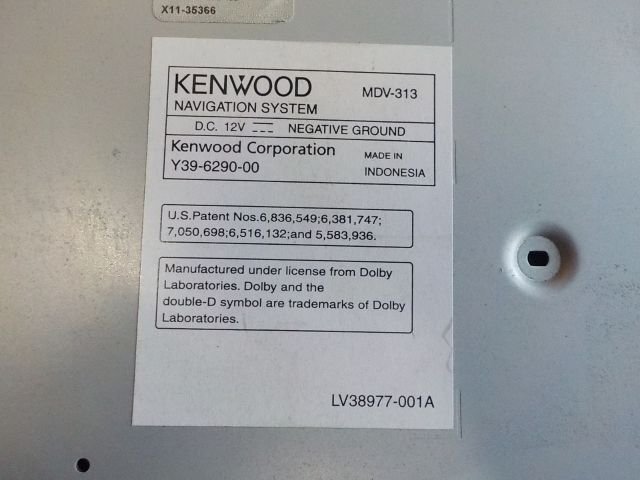 X11-35366
KENWOOD MDV-313
NAVIGATION SYSTEM
D.C. 12V NEGATIVE GROUND
Kenwood Corporation MADE IN
Y39-6290-00 INDONESIA
U.S.Patent Nos.6,836,549;6,381,747;
7,050,698;6,516,132;and 5,583,936.
Manufactured under license from Dolby
Laboratories. Dolby and the
double-D symbol are trademarks of Dolby
Laboratories.
LV38977-001A